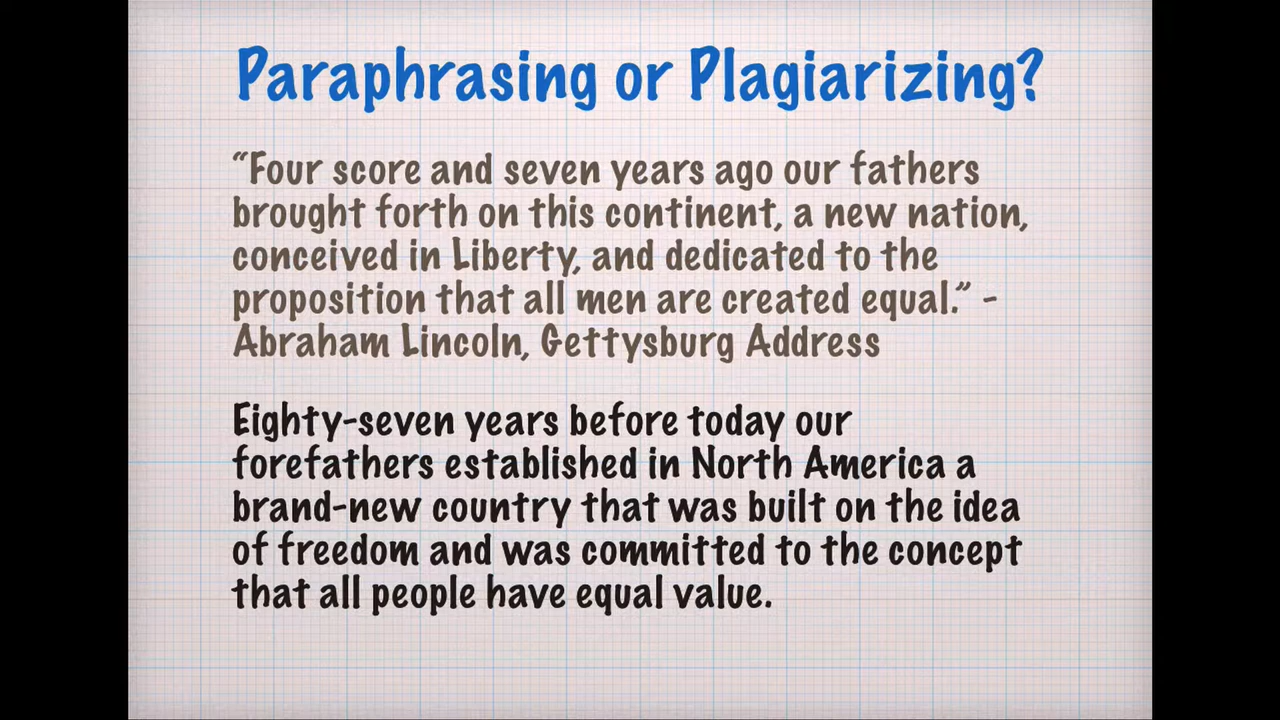 Paraphrasing or Plagiarizing?
“Four score and seven years ago our fathers
brought forth on this continent, a new nation,
conceived in Liberty, and dedicated to the
proposition that all men are created equal.” -
Abraham Lincoln, Gettysburg Address
Eighty-seven years before today our
forefathers established in North America a
brand-new country that was built on the idea
of freedom and was committed to the concept
that all people have equal value.